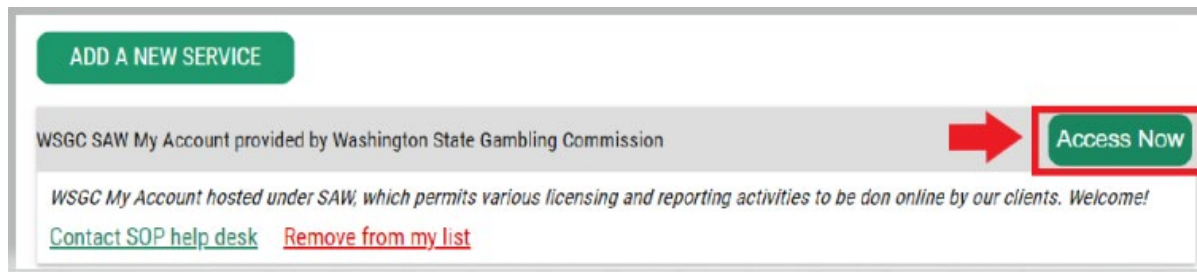 ADD A NEW SERVICE
WSGC SAW My Account provided by Washington State Gambling Commission
Access Now
WSGC My Account hosted under SAW, which permits various licensing and reporting activities to be don online by our clients. Welcome!
Contact SOP help desk Remove from my list